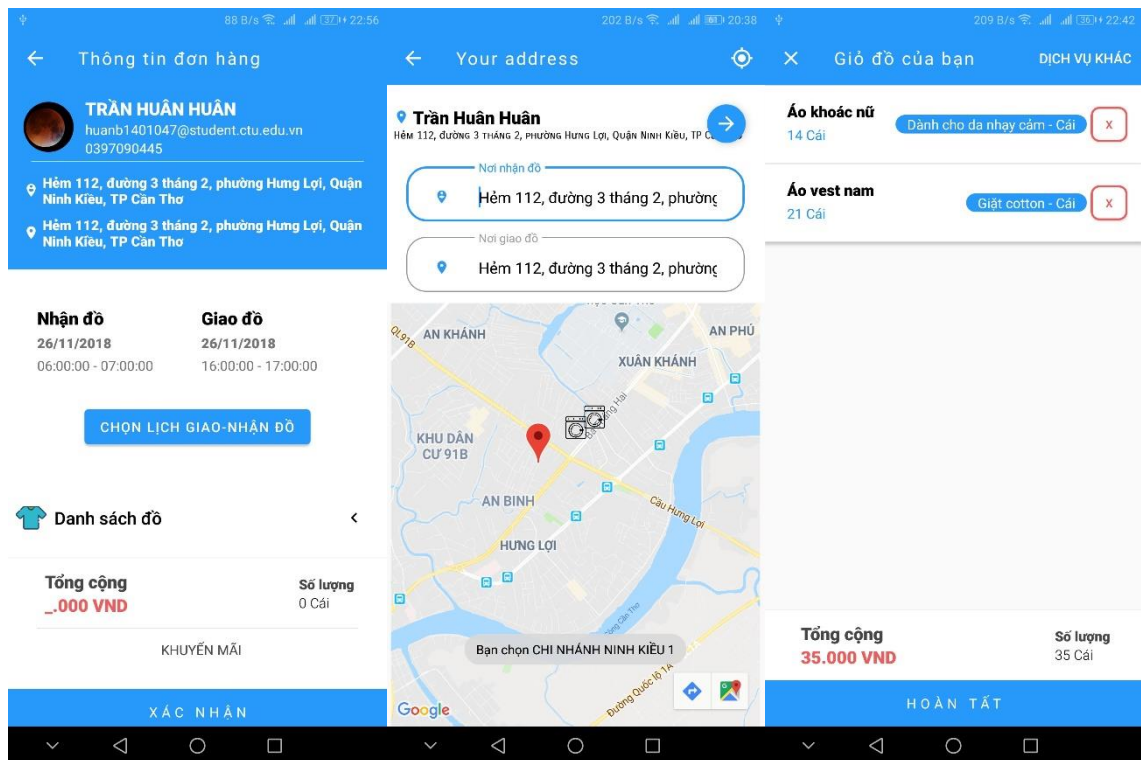 88 B/s 37 22:56
Thông tin đơn hàng
TRẦN HUÂN HUÂN
huanb1401047@student.ctu.edu.vn
0397090445
Hẻm 112, đường 3 tháng 2, phường Hưng Lợi, Quận
Ninh Kiều, TP Cần Thơ
Hẻm 112, đường 3 tháng 2, phường Hưng Lợi, Quận
Ninh Kiều, TP Cần Thơ
Nhận đồ Giao đồ
26/11/2018 26/11/2018
06:00:00 - 07:00:00 16:00:00 - 17:00:00
CHỌN LỊCH GIAO-NHẬN ĐỒ
Danh sách đồ
Tổng cộng Số lượng
_.000 VND 0 Cái
KHUYẾN MÃI
XÁC NHẬN
202 B/s 20:38
Your address
Trần Huân Huân
Hẻm 112, đường 3 tháng 2, phường Hưng Lợi, Quận Ninh Kiều, TP
Nơi nhận đồ
Hẻm 112, đường 3 tháng 2, phường
Nơi giao đồ
Hẻm 112, đường 3 tháng 2, phường
QL91B
AN KHÁNH
AN PHÚ
XUÂN KHÁNH
KHU DÂN
CƯ 91B
AN BINH
Cầu Hưng Lợi
HƯNG LỢI
Bạn chọn CHI NHÁNH NINH KIỀU 1
Đường Quốc lộ 1A
Google
209 B/s 36 22:42
Giỏ đồ của bạn DỊCH VỤ KHÁC
Áo khoác nữ
14 Cái
Dành cho da nhạy cảm - Cái X
Áo vest nam
21 Cái
Giặt cotton - Cái X
Tổng cộng Số lượng
35.000 VND 35 Cái
HOÀN TẤT